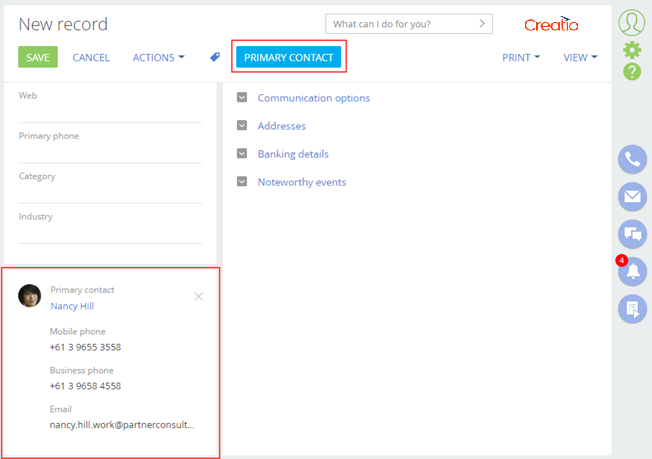 New record
What can I do for you?
Creatio
SAVE
CANCEL
ACTIONS
PRIMARY CONTACT
PRINT
VIEW
Web
Primary phone
Category
Industry
Communication options
Addresses
Banking details
Noteworthy events
4
Primary contact
Nancy Hill
Mobile phone
+61 3 9655 3558
Business phone
+61 3 9658 4558
Email
nancy.hill.work@partnerconsult...